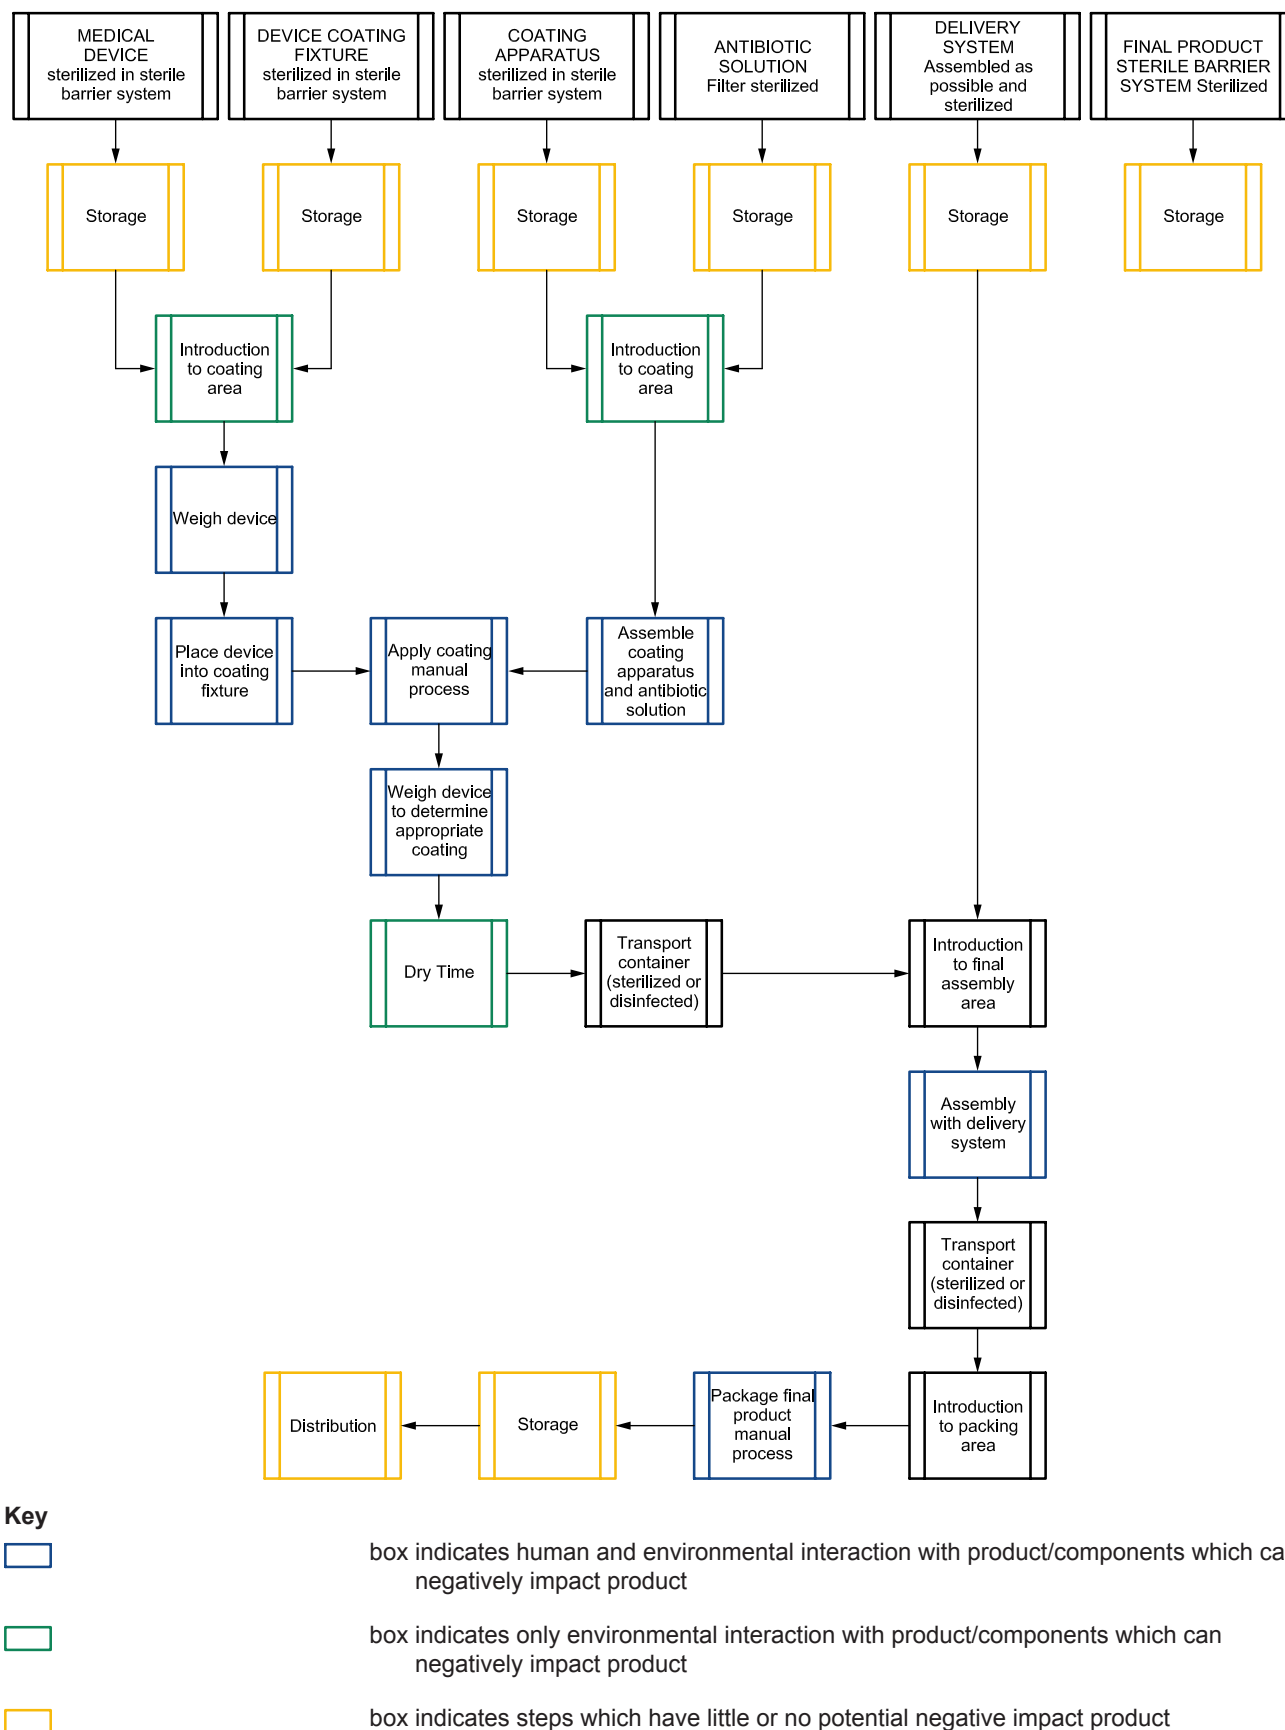 MEDICAL
DEVICE
sterilized in sterile
barrier system
DEVICE COATING
FIXTURE
sterilized in sterile
barrier system
COATING
APPARATUS
sterilized in sterile
barrier system
ANTIBIOTIC
SOLUTION
Filter sterilized
DELIVERY
SYSTEM
Assembled as
possible and
sterilized
FINAL PRODUCT
STERILE BARRIER
SYSTEM Sterilized
Storage
Storage
Storage
Storage
Storage
Storage
Introduction
to coating
area
Introduction
to coating
area
Weigh device
Place device
into coating
fixture
Apply coating
manual
process
Assemble
coating
apparatus
and antibiotic
solution
Weigh device
to determine
appropriate
coating
Dry Time
Transport
container
(sterilized or
disinfected)
Introduction
to final
assembly
area
Assembly
with delivery
system
Transport
container
(sterilized or
disinfected)
Distribution
Storage
Package final
product
manual
process
Introduction
to packing
area
Key
box indicates human and environmental interaction with product/components which ca
negatively impact product
box indicates only environmental interaction with product/components which can
negatively impact product
box indicates steps which have little or no potential negative impact product